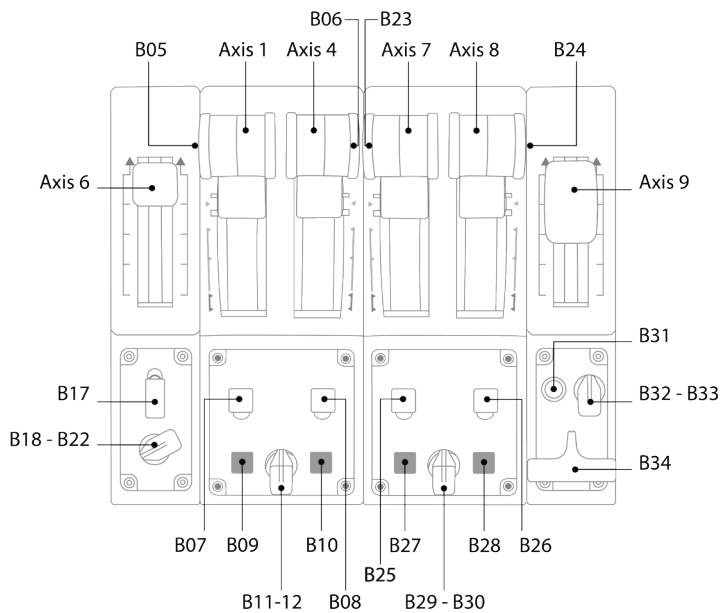 B06 B23
B05 Axis 1 Axis 4 Axis 7 Axis 8 B24
Axis 6 Axis 9
B31
B17 B32 - B33
B18 - B22
B34
B07 B09 B10 B27 B28 B26
B25
B11-12 B08 B29 - B30